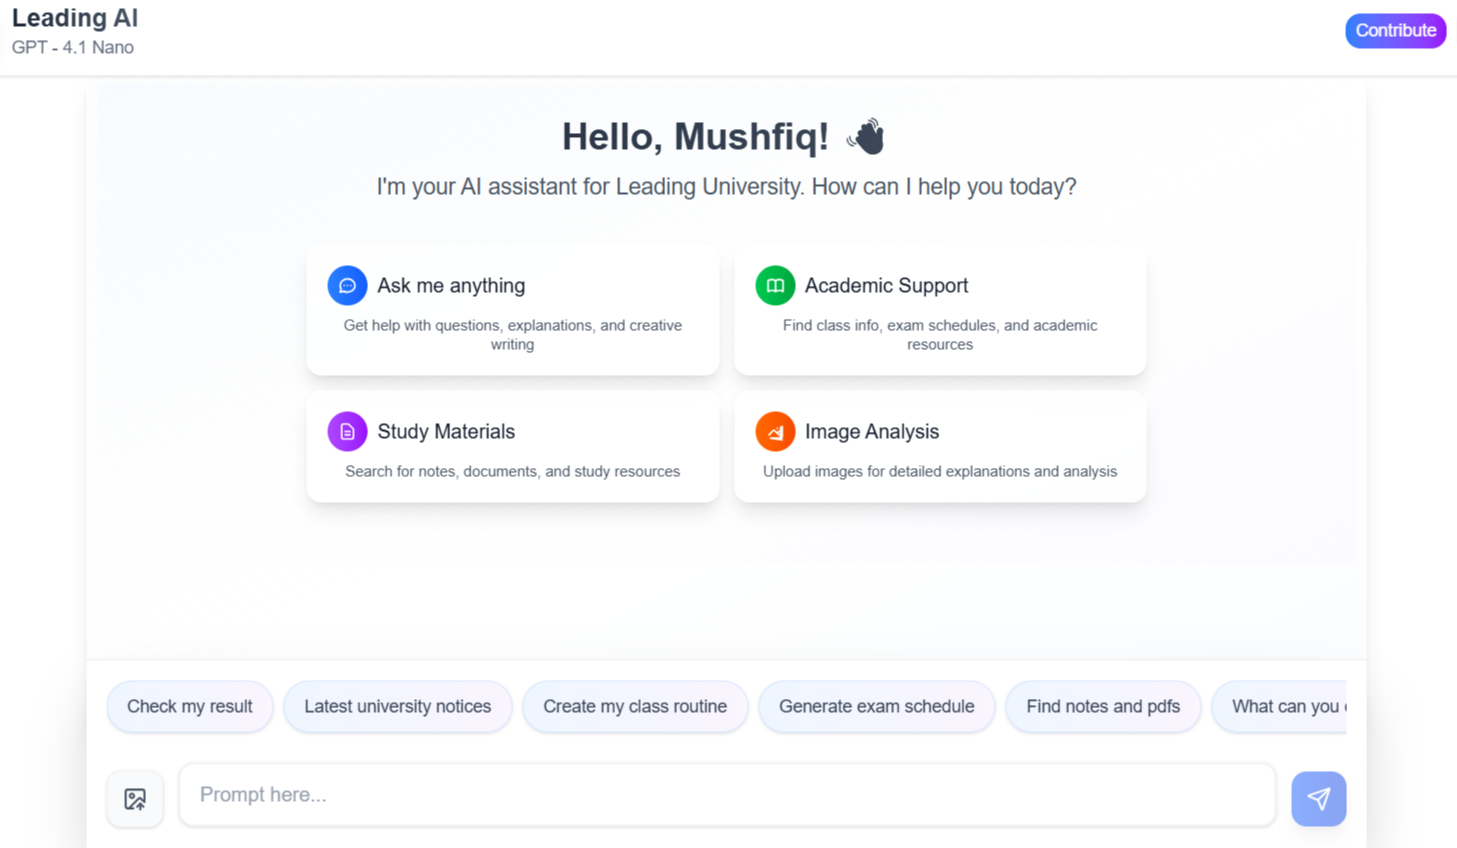 Leading AI
GPT - 4.1 Nano
Contribute
Hello, Mushfiq!
I'm your AI assistant for Leading University. How can I help you today?
Ask me anything
Get help with questions, explanations, and creative
writing
Academic Support
Find class info, exam schedules, and academic
resources
Study Materials
Search for notes, documents, and study resources
Image Analysis
Upload images for detailed explanations and analysis
Check my result
Latest university notices
Create my class routine
Generate exam schedule
Find notes and pdfs
What can you
Prompt here...